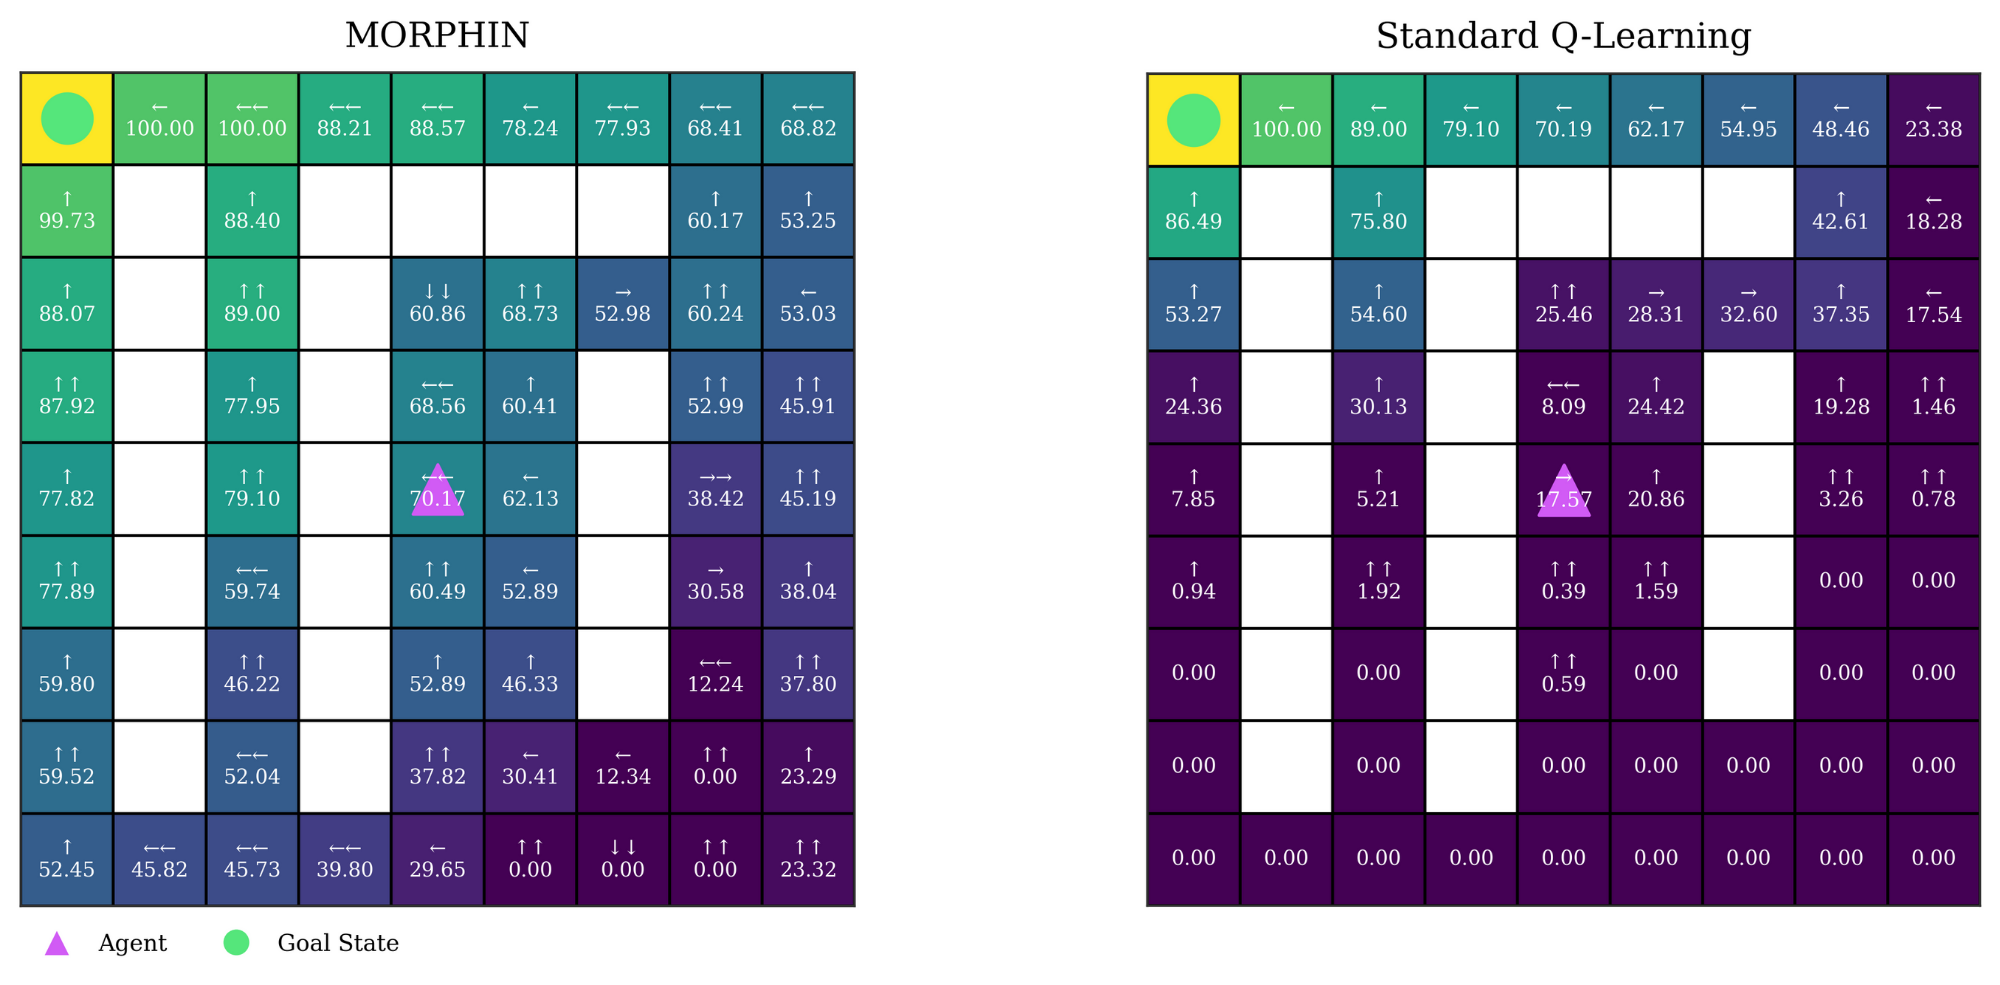 MORPHIN
← ←← ←← ←← ← ←← ←← ←←
100.00 100.00 88.21 88.57 78.24 77.93 68.41 68.82
↑ ↑ ↑ ↑
99.73 88.40 60.17 53.25
↑ ↑↑ ↓↓ ↑↑ → ↑↑ ←
88.07 89.00 60.86 68.73 52.98 60.24 53.03
↑↑ ↑ ←← ↑ ↑↑ ↑↑
87.92 77.95 68.56 60.41 52.99 45.91
↑ ↑↑ ←← ← →→ ↑↑
77.82 79.10 70.17 62.13 38.42 45.19
↑↑ ←← ↑↑ ← → ↑
77.89 59.74 60.49 52.89 30.58 38.04
↑ ↑↑ ↑ ↑ ←← ↑↑
59.80 46.22 52.89 46.33 12.24 37.80
↑↑ ←← ↑↑ ← ← ↑↑ ↑
59.52 52.04 37.82 30.41 12.34 0.00 23.29
↑ ←← ←← ←← ← ↑↑ ↓↓ ↑↑ ↑↑
52.45 45.82 45.73 39.80 29.65 0.00 0.00 0.00 23.32
Agent
Goal State
Standard Q-Learning
← ← ← ← ← ← ← ←
100.00 89.00 79.10 70.19 62.17 54.95 48.46 23.38
↑ ↑ ↑ ←
86.49 75.80 42.61 18.28
↑ ↑ ↑↑ → → ↑ ←
53.27 54.60 25.46 28.31 32.60 37.35 17.54
↑ ↑ ←← ↑ ↑ ↑↑
24.36 30.13 8.09 24.42 19.28 1.46
↑ ↑ → ↑ ↑↑ ↑↑
7.85 5.21 17.57 20.86 3.26 0.78
↑ ↑↑ ↑↑ ↑↑
0.94 1.92 0.39 1.59 0.00 0.00
↑↑
0.00 0.00 0.59 0.00 0.00 0.00
0.00 0.00 0.00 0.00 0.00 0.00 0.00
0.00 0.00 0.00 0.00 0.00 0.00 0.00 0.00 0.00